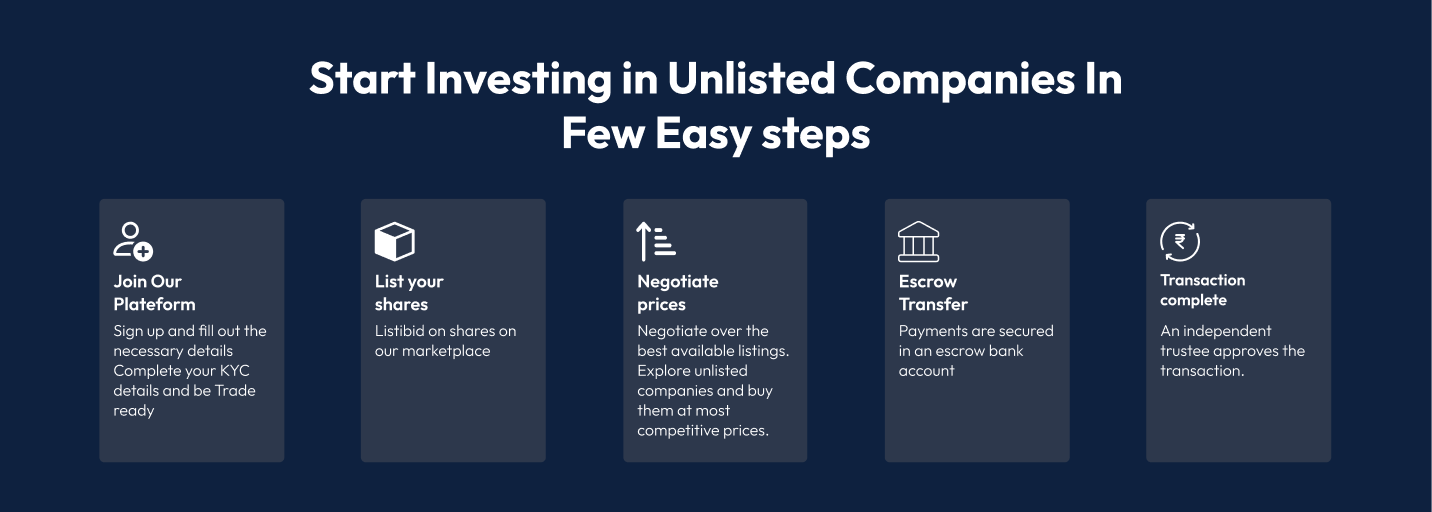 Start Investing in Unlisted Companies In
Few Easy steps
Join Our
Plateform
Sign up and fill out the
necessary details
Complete your KYC
details and be Trade
ready
List your
shares
Listibid on shares on
our marketplace
Negotiate
prices
Negotiate over the
best available listings.
Explore unlisted
companies and buy
them at most
competitive prices.
Escrow
Transfer
Payments are secured
in an escrow bank
account
₹
Transaction
complete
An independent
trustee approves the
transaction.